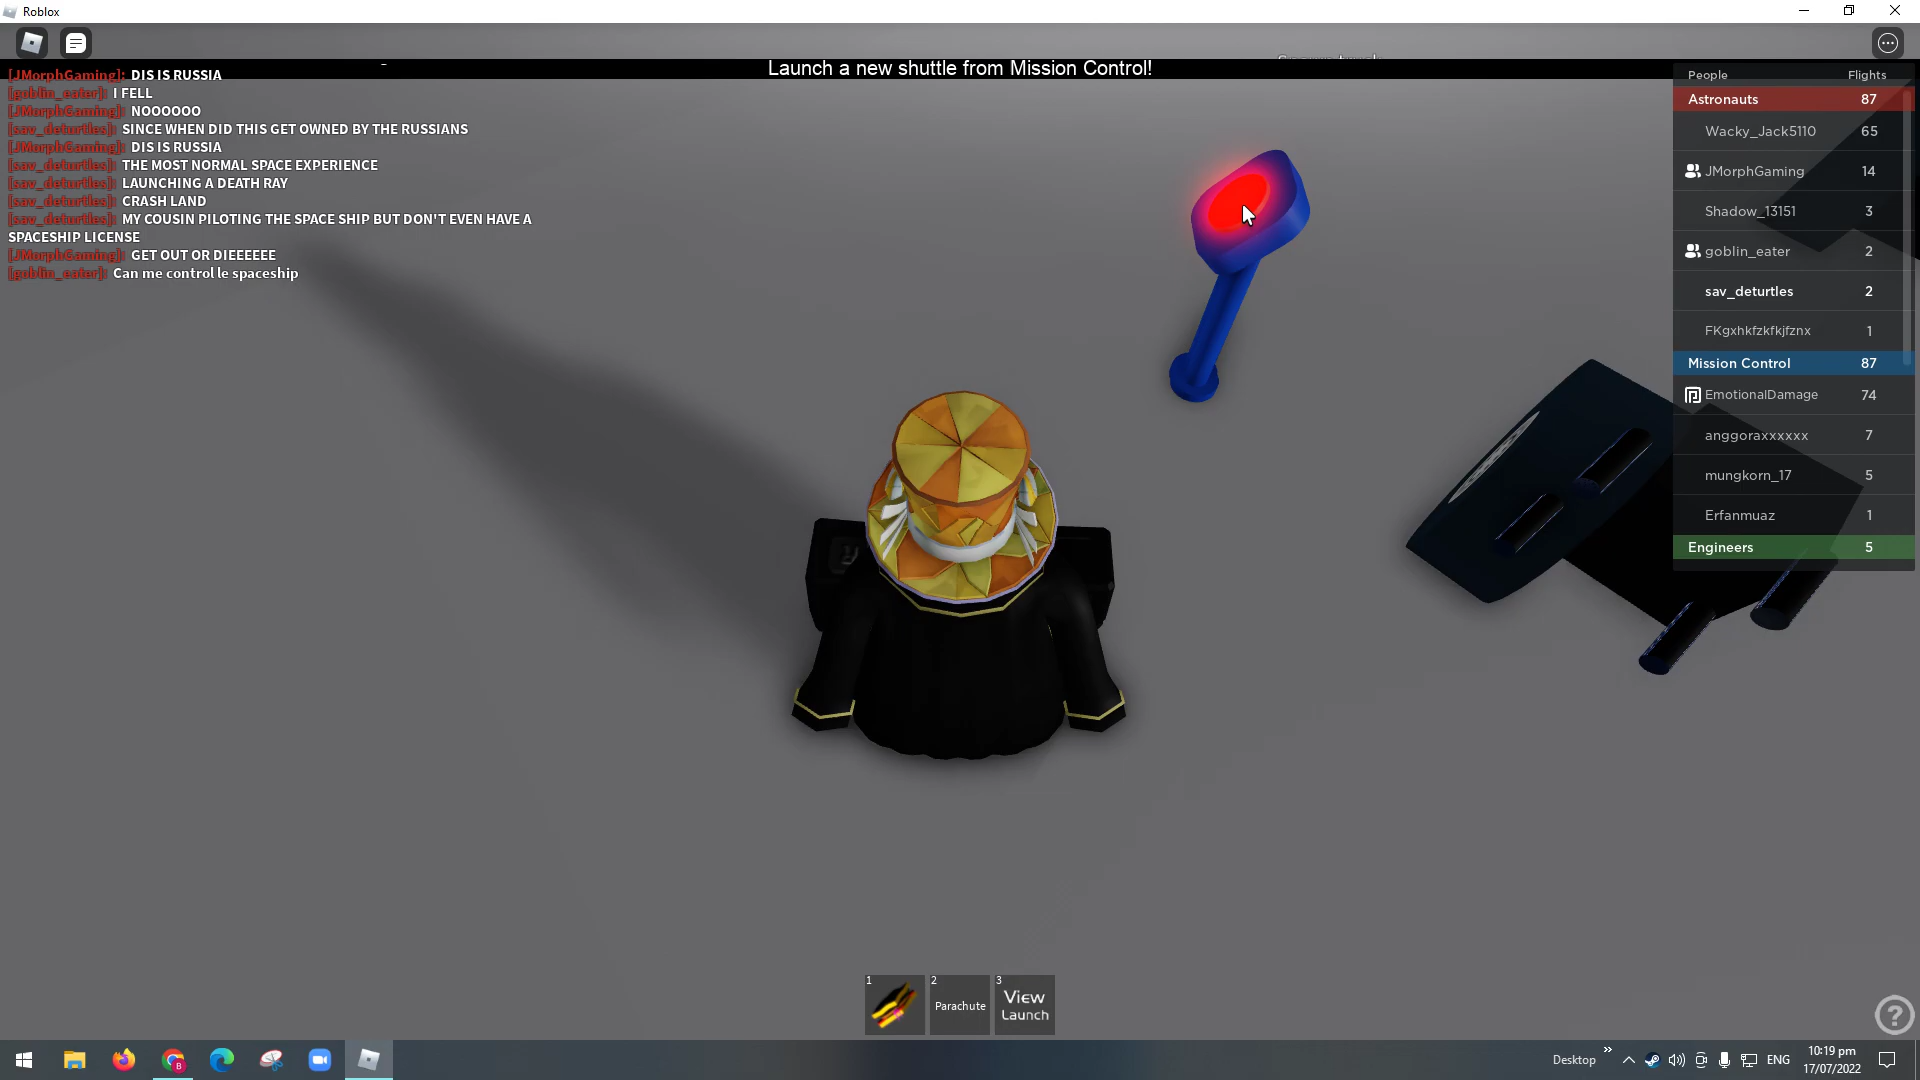 Roblox
Launch a new shuttle from Mission Control!
[JMorphGaming]: DIS IS RUSSIA
[goblin_eater]: I FELL
[JMorphGaming]: NOOOOOO
[sav_deturtles]: SINCE WHEN DID THIS GET OWNED BY THE RUSSIANS
[JMorphGaming]: DIS IS RUSSIA
[sav_deturtles]: THE MOST NORMAL SPACE EXPERIENCE
[sav_deturtles]: LAUNCHING A DEATH RAY
[sav_deturtles]: CRASH LAND
[sav_deturtles]: MY COUSIN PILOTING THE SPACE SHIP BUT DON'T EVEN HAVE A
SPACESHIP LICENSE
[JMorphGaming]: GET OUT OR DIEEEEEE
[goblin_eater]: Can me control le spaceship
People Flights
Astronauts 87
Wacky_Jack5110 65
JMorphGaming 14
Shadow_13151 3
goblin_eater 2
sav_deturtles 2
FKgxhkfzkfkjfznx 1
Mission Control 87
EmotionalDamage 74
anggoraxxxxxx 7
mungkorn_17 5
Erfanmuaz 1
Engineers 5
1
2 Parachute
3 View
Launch
?
Desktop
ENG
10:19 pm
17/07/2022